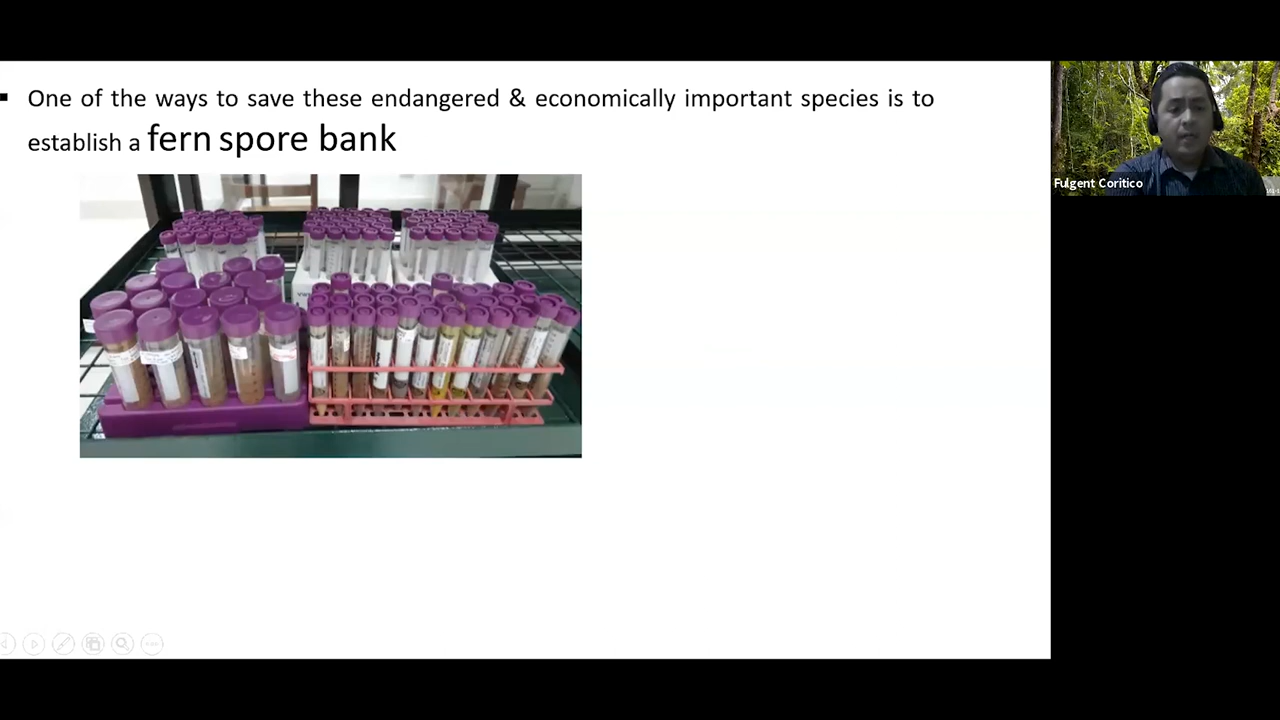 ▪ One of the ways to save these endangered & economically important species is to
establish a fern spore bank
Fulgent Coritico